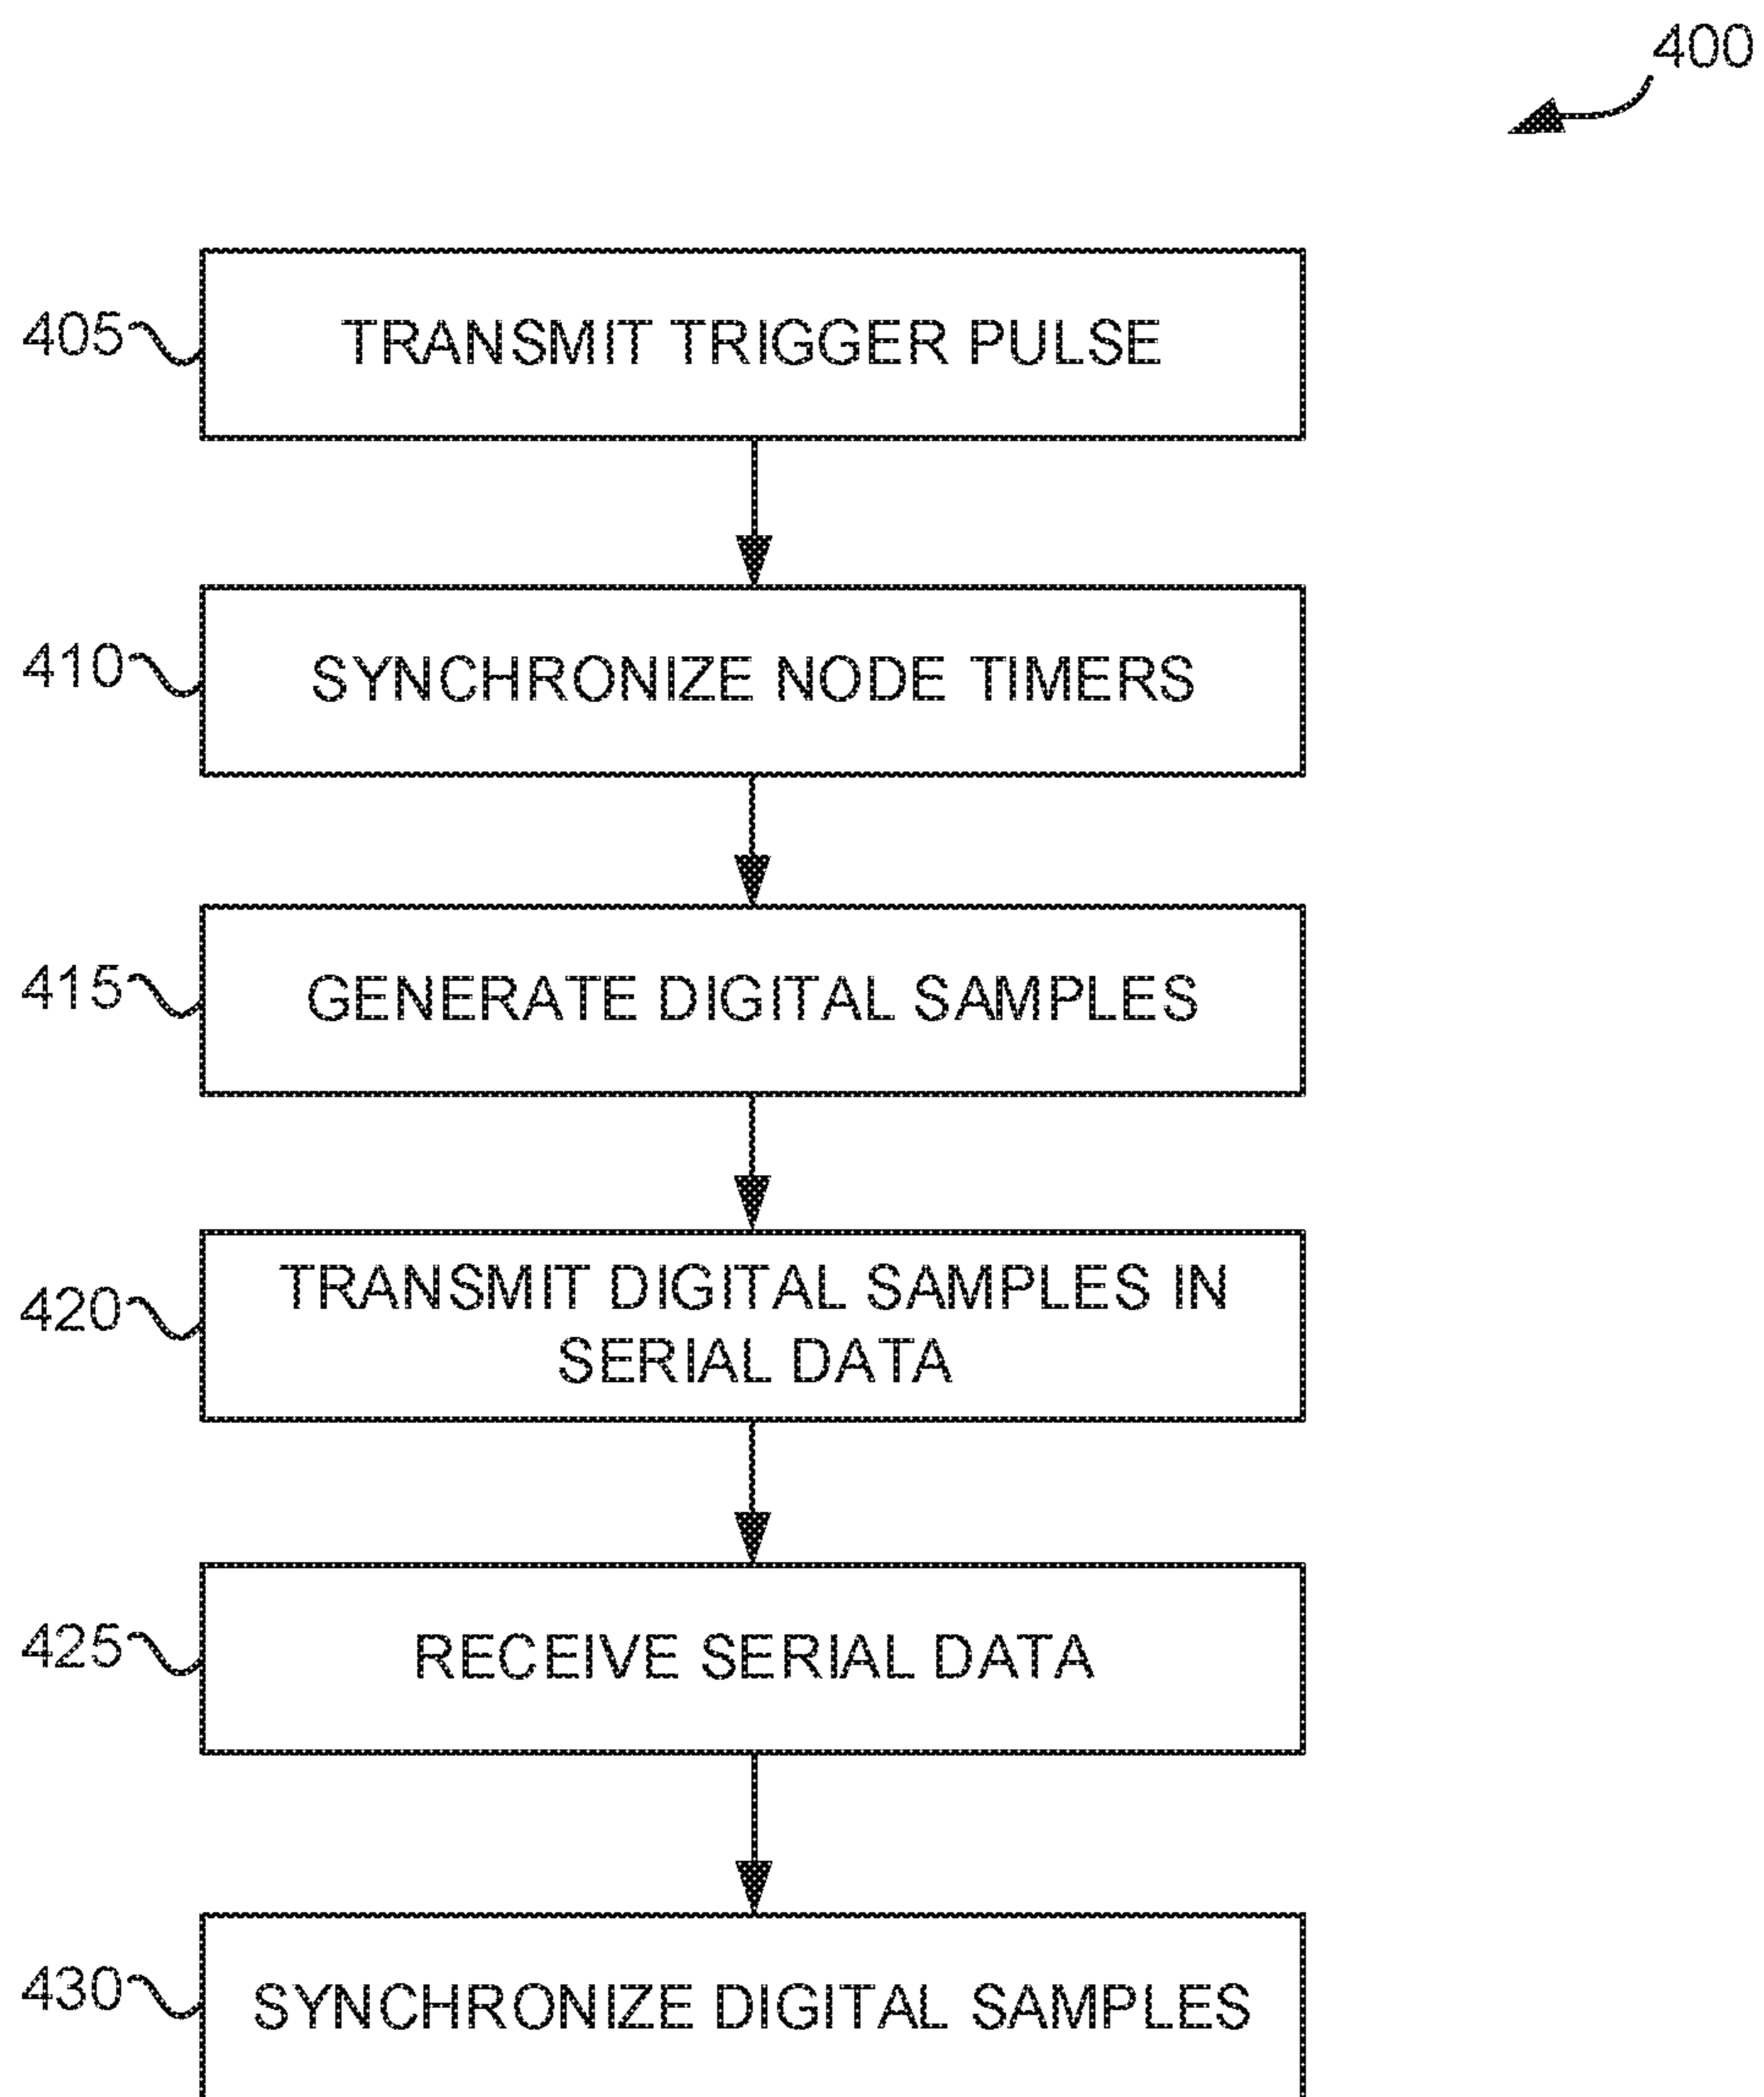 400
405 TRANSMIT TRIGGER PULSE
410 SYNCHRONIZE NODE TIMERS
415 GENERATE DIGITAL SAMPLES
420 TRANSMIT DIGITAL SAMPLES IN
SERIAL DATA
425 RECEIVE SERIAL DATA
430 SYNCHRONIZE DIGITAL SAMPLES